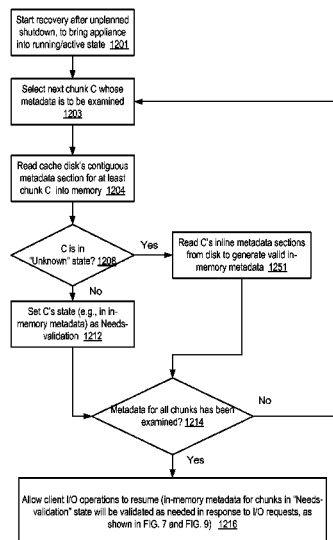 Start recovery after unplanned
shutdown, to bring appliance
into running/active state
1201
Select next chunk C whose
metadata is to be examined
1203
Read cache disk's contiguous
metadata section for at least
chunk C into memory 1204
C is in
"Unknown" state? 1208
Yes
Read C's inline metadata sections
from disk to generate valid in-
memory metadata 1251
No
Set C's state (e.g., in in-
memory metadata) as Needs-
validation 1212
Metadata for all chunks has been
examined? 1214
No
Yes
Allow client I/O operations to resume (in-memory metadata for chunks in "Needs-
validation" state will be validated as needed in response to I/O requests, as
shown in FIG. 7 and FIG. 9) 1216